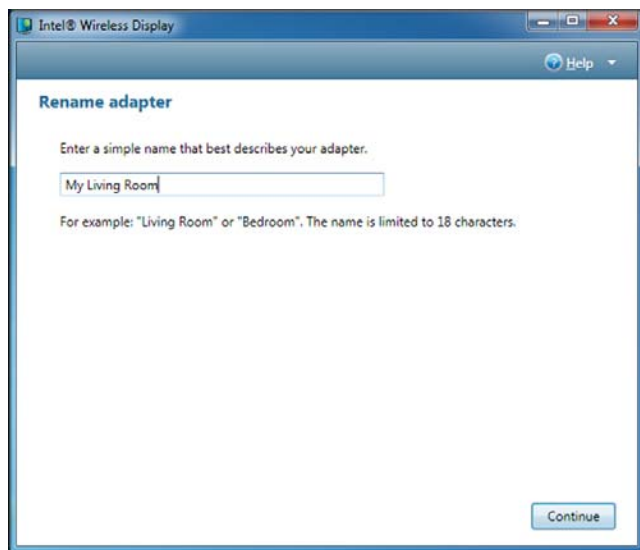 Intel® Wireless Display
Help
Rename adapter
Enter a simple name that best describes your adapter.
My Living Room
For example: "Living Room" or "Bedroom". The name is limited to 18 characters.
Continue